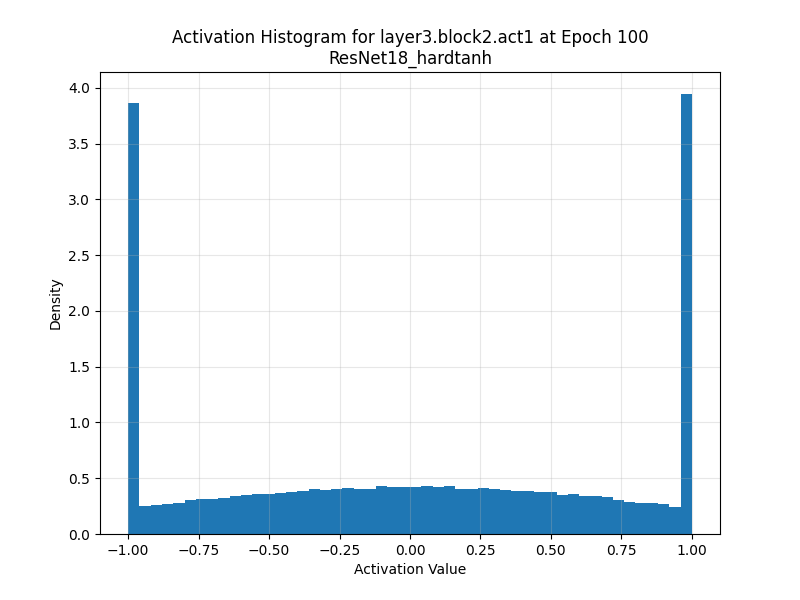 Activation Histogram for layer3.block2.act1 at Epoch 100
ResNet18_hardtanh
4.0
3.5
3.0
2.5
2.0
1.5
1.0
0.5
0.0
Density
−1.00 −0.75 −0.50 −0.25 0.00 0.25 0.50 0.75 1.00
Activation Value